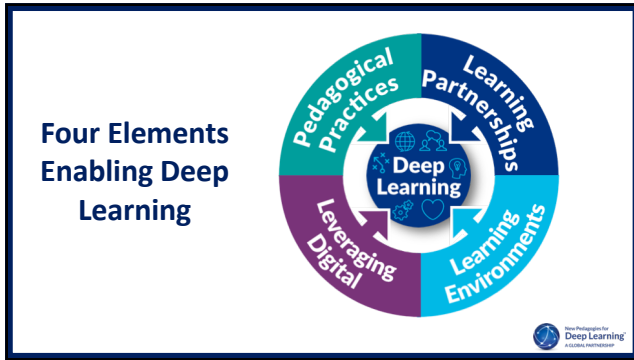 Four Elements
Enabling Deep
Learning
Pedagogical
Practices
Learning
Partnerships
Deep
Learning
Leveraging
Digital
Learning
Environments
New Pedagogies for
Deep Learning™
A GLOBAL PARTNERSHIP